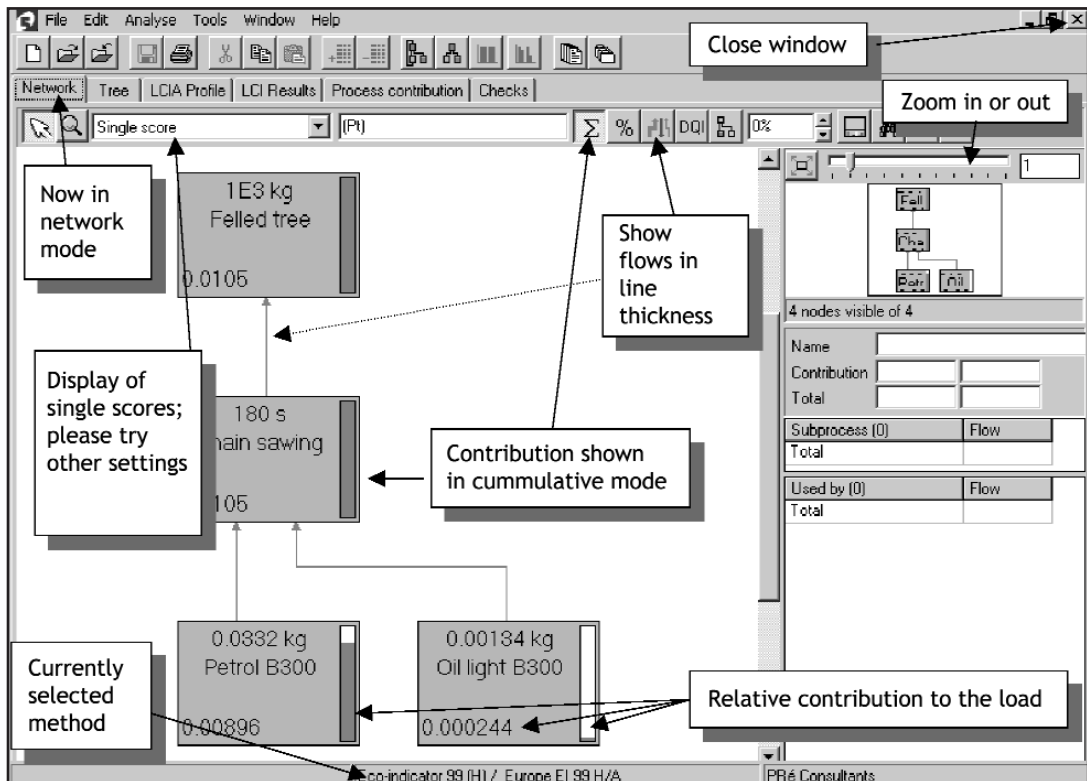 File Edit Analyse Tools Window Help
Close window
Network Tree LCIA Profile LCI Results Process contribution Checks
Zoom in or out
Single score
(Pt)
Σ % DQI 0%
1
Now in
network
mode
1E3 kg
Felled tree
0.0105
Show
flows in
line
thickness
Fell
Cha
Petr Oil
4 nodes visible of 4
Name
Contribution
Total
Display of
single scores;
please try
other settings
180 s
hain sawing
105
Contribution shown
in cummulative mode
Subprocess (0) Flow
Total
Used by (0) Flow
Total
0.0332 kg
Petrol B300
0.00896
0.00134 kg
Oil light B300
0.000244
Currently
selected
method
Relative contribution to the load
Eco-indicator 99 (H) / Europe EI 99 H/A
PRé Consultants